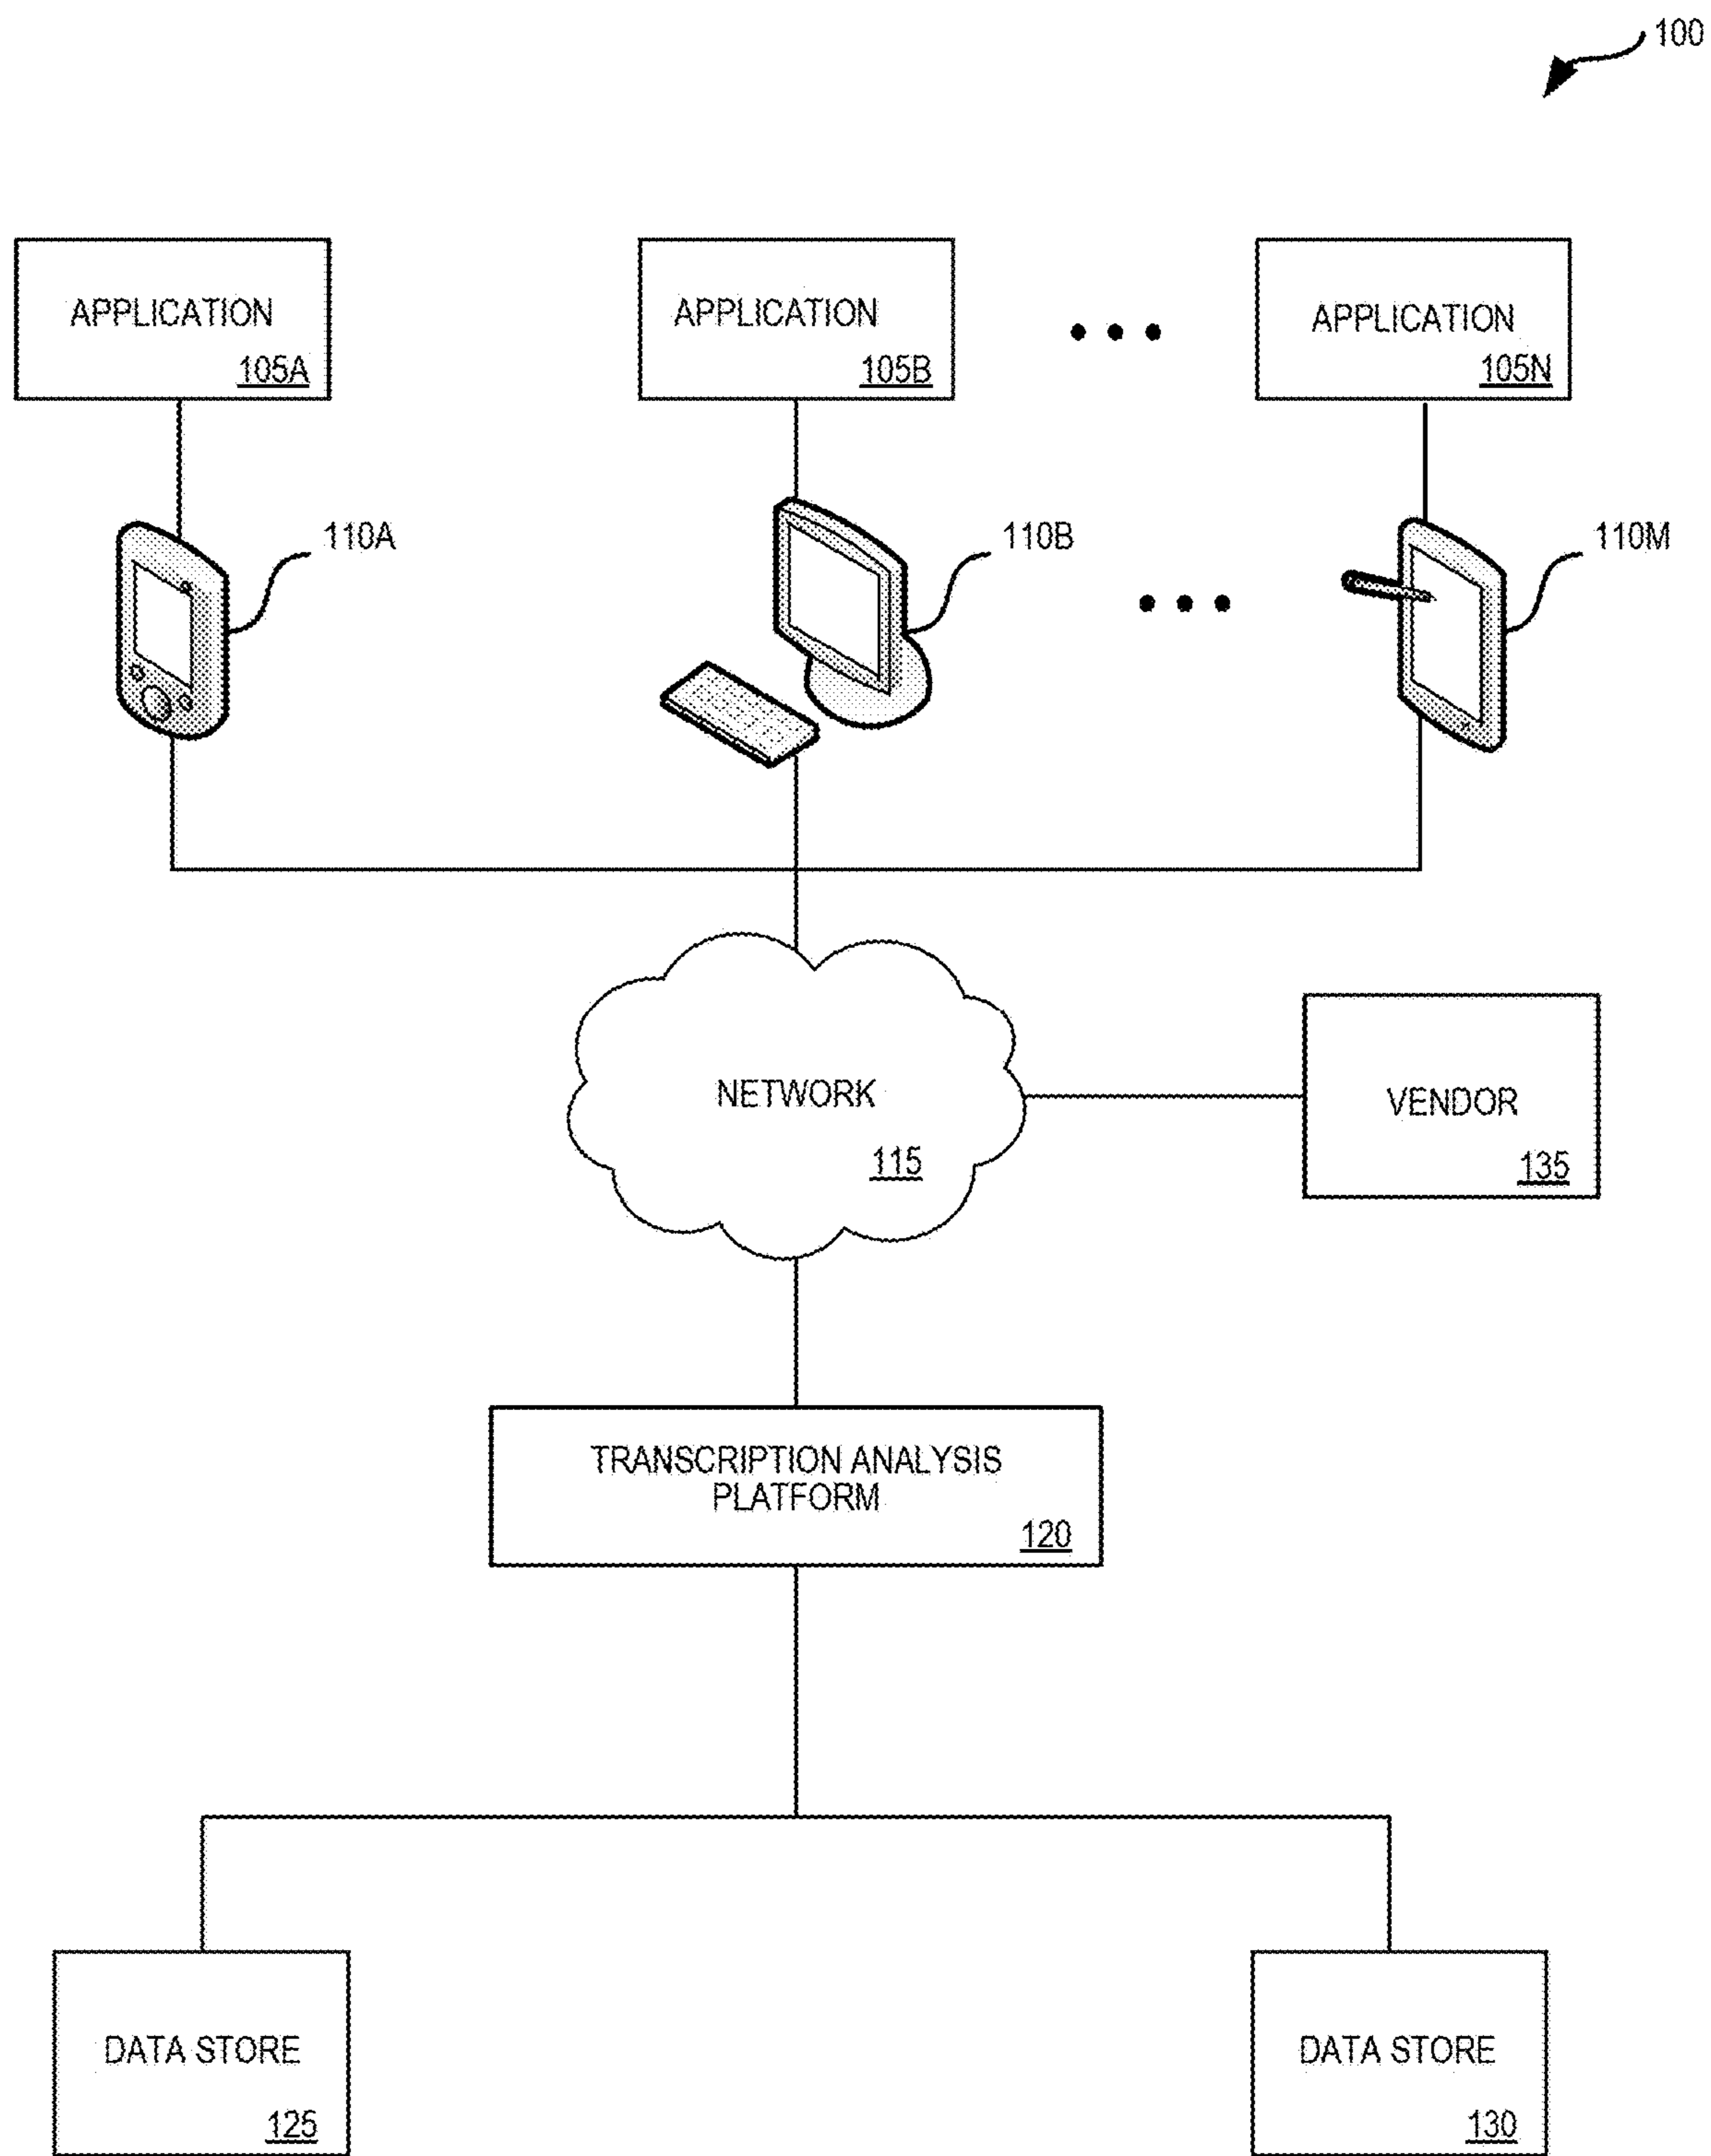 100
APPLICATION
105A
APPLICATION
105B
APPLICATION
105N
110A
110B
110M
NETWORK
115
VENDOR
135
TRANSCRIPTION ANALYSIS
PLATFORM
120
DATA STORE
125
DATA STORE
130